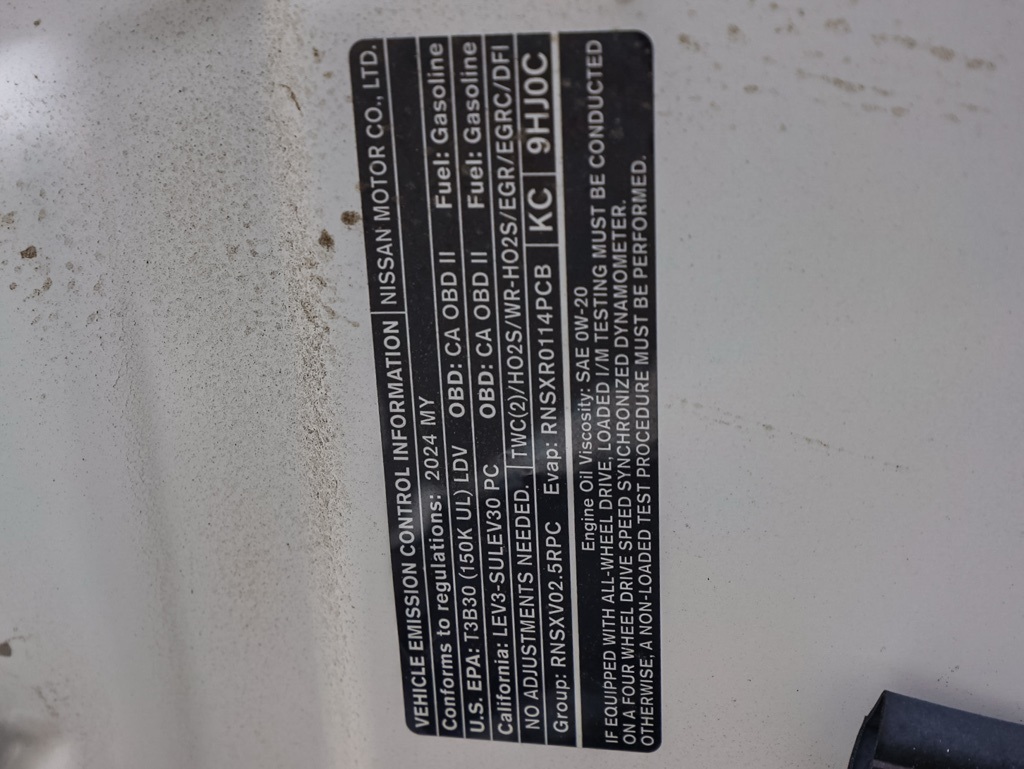 VEHICLE EMISSION CONTROL INFORMATION NISSAN MOTOR CO., LTD.
Conforms to regulations: 2024 MY Fuel: Gasoline
U.S. EPA: T3B30 (150K UL) LDV OBD: CA OBD II Fuel: Gasoline
California: LEV3-SULEV30 PC OBD: CA OBD II
NO ADJUSTMENTS NEEDED. TWC(2)/HO2S/WR-HO2S/EGR/EGRC/DFI
Group: RNSXV02.5RPC Evap: RNSXR0114PCB KC 9HJ0C
Engine Oil Viscosity: SAE 0W-20
IF EQUIPPED WITH ALL-WHEEL DRIVE, LOADED I/M TESTING MUST BE CONDUCTED
ON A FOUR WHEEL DRIVE SPEED SYNCHRONIZED DYNAMOMETER.
OTHERWISE, A NON-LOADED TEST PROCEDURE MUST BE PERFORMED.